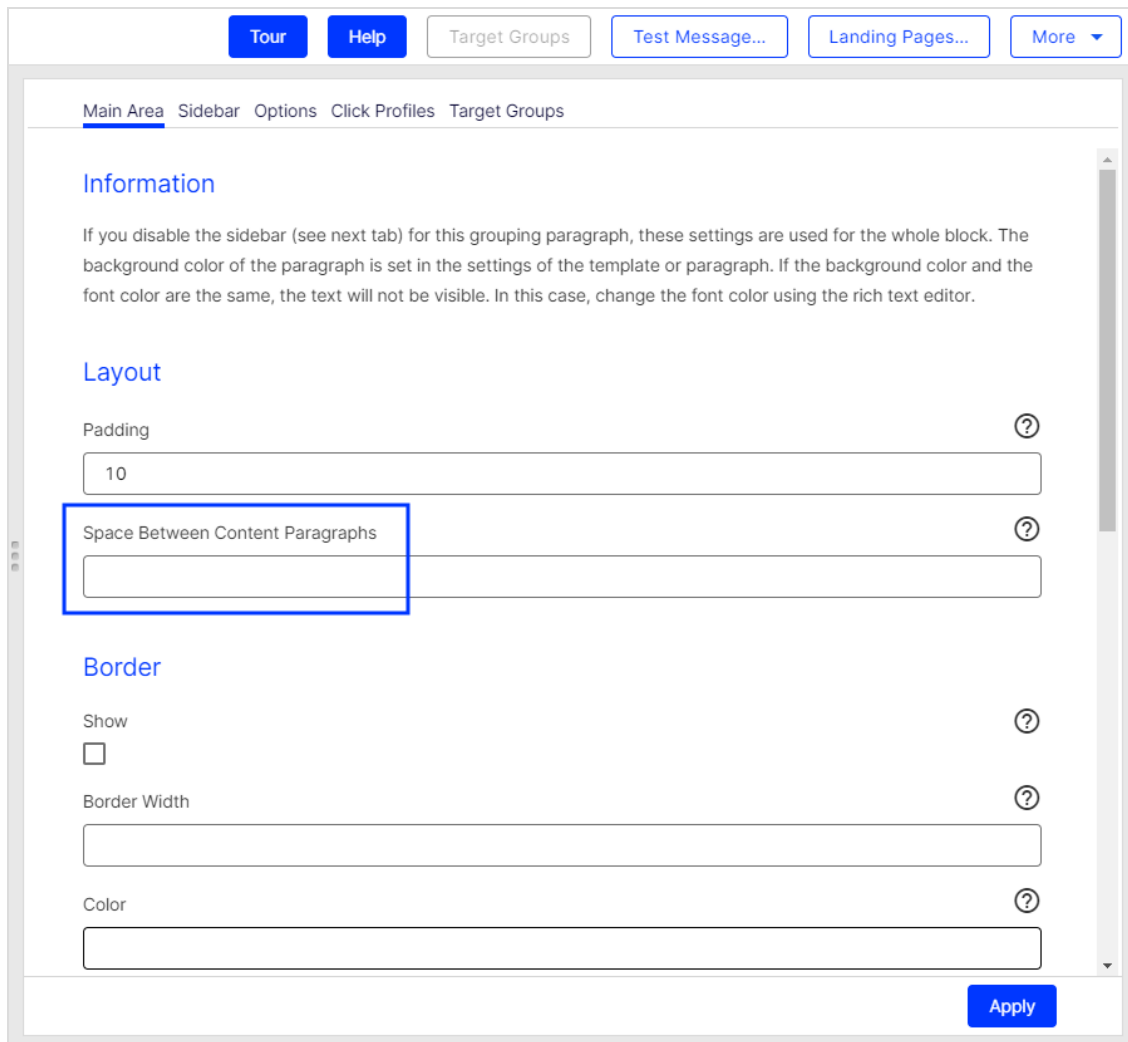 Tour Help Target Groups Test Message... Landing Pages... More
Main Area Sidebar Options Click Profiles Target Groups
Information
If you disable the sidebar (see next tab) for this grouping paragraph, these settings are used for the whole block. The
background color of the paragraph is set in the settings of the template or paragraph. If the background color and the
font color are the same, the text will not be visible. In this case, change the font color using the rich text editor.
Layout
Padding
10
Space Between Content Paragraphs
Border
Show
Border Width
Color
Apply